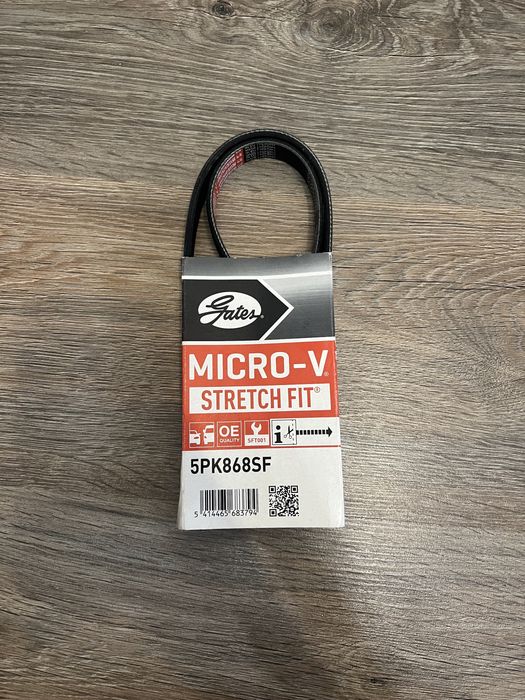 Gates
MICRO-V®
STRETCH FIT®
OE
QUALITY
SFT001
i
5PK868SF
5 414465 683794